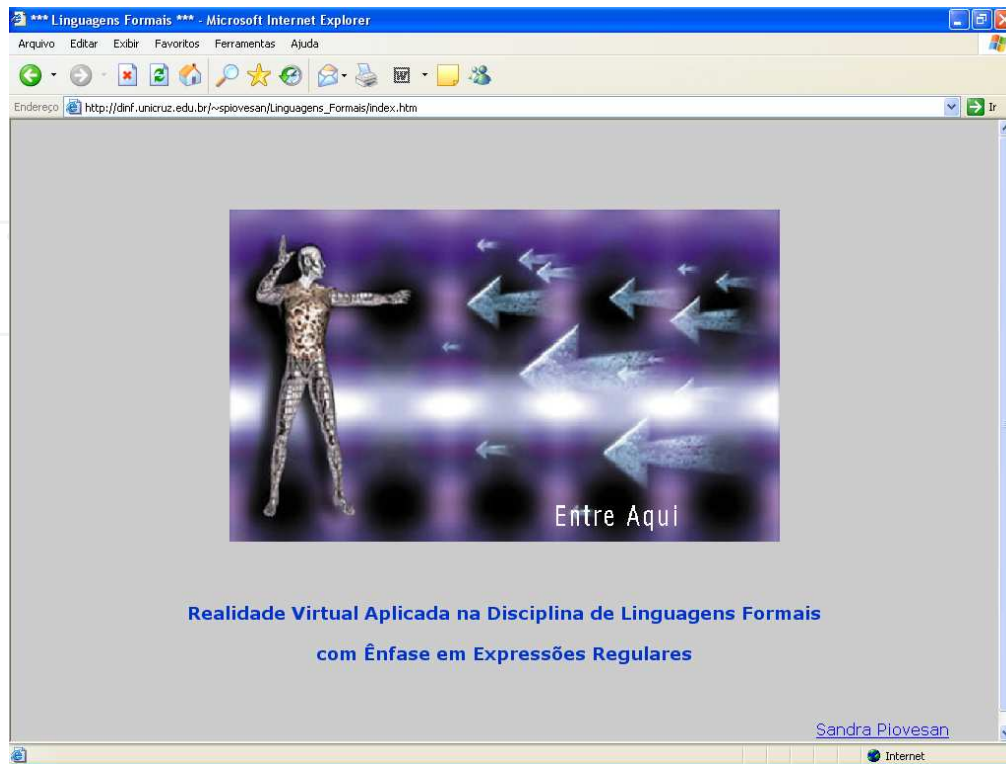 *** Linguagens Formais *** - Microsoft Internet Explorer
Arquivo Editar Exibir Favoritos Ferramentas Ajuda
Endereço http://dinf.unicruz.edu.br/~spiovesan/Linguagens_Formais/index.htm Ir
Entre Aqui
Realidade Virtual Aplicada na Disciplina de Linguagens Formais
com Ênfase em Expressões Regulares
Sandra Piovesan
Internet